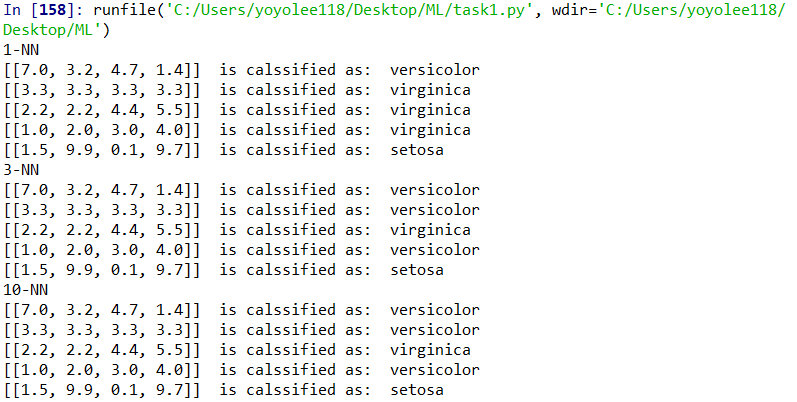 In [158]: runfile('C:/Users/yoyolee118/Desktop/ML/task1.py', wdir='C:/Users/yoyolee118/
Desktop/ML')
1-NN
[[7.0, 3.2, 4.7, 1.4]]  is calssified as:  versicolor
[[3.3, 3.3, 3.3, 3.3]]  is calssified as:  virginica
[[2.2, 2.2, 4.4, 5.5]]  is calssified as:  virginica
[[1.0, 2.0, 3.0, 4.0]]  is calssified as:  virginica
[[1.5, 9.9, 0.1, 9.7]]  is calssified as:  setosa
3-NN
[[7.0, 3.2, 4.7, 1.4]]  is calssified as:  versicolor
[[3.3, 3.3, 3.3, 3.3]]  is calssified as:  versicolor
[[2.2, 2.2, 4.4, 5.5]]  is calssified as:  virginica
[[1.0, 2.0, 3.0, 4.0]]  is calssified as:  versicolor
[[1.5, 9.9, 0.1, 9.7]]  is calssified as:  setosa
10-NN
[[7.0, 3.2, 4.7, 1.4]]  is calssified as:  versicolor
[[3.3, 3.3, 3.3, 3.3]]  is calssified as:  versicolor
[[2.2, 2.2, 4.4, 5.5]]  is calssified as:  virginica
[[1.0, 2.0, 3.0, 4.0]]  is calssified as:  versicolor
[[1.5, 9.9, 0.1, 9.7]]  is calssified as:  setosa